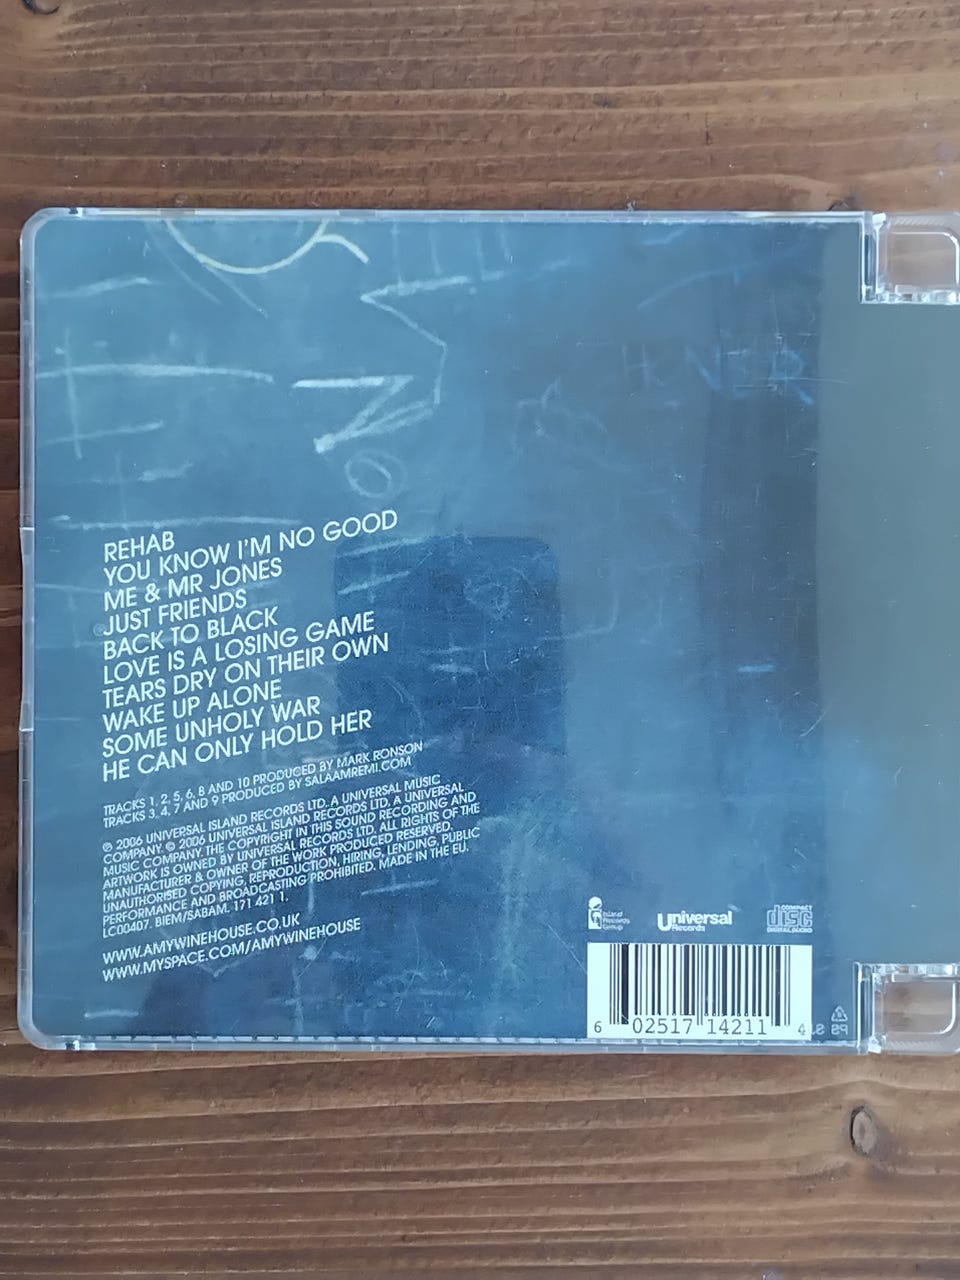 REHAB
YOU KNOW I'M NO GOOD
ME & MR JONES
JUST FRIENDS
BACK TO BLACK
LOVE IS A LOSING GAME
TEARS DRY ON THEIR OWN
WAKE UP ALONE
SOME UNHOLY WAR
HE CAN ONLY HOLD HER
TRACKS 1, 2, 5, 6, 8 AND 10 PRODUCED BY MARK RONSON
TRACKS 3, 4, 7 AND 9 PRODUCED BY SALAAMREMI.COM
℗ 2006 UNIVERSAL ISLAND RECORDS LTD. A UNIVERSAL MUSIC
COMPANY. © 2006 UNIVERSAL ISLAND RECORDS LTD. A UNIVERSAL
MUSIC COMPANY. THE COPYRIGHT IN THIS SOUND RECORDING AND
ARTWORK IS OWNED BY UNIVERSAL RECORDS LTD. ALL RIGHTS OF THE
MANUFACTURER & OWNER OF THE WORK PRODUCED RESERVED.
UNAUTHORISED COPYING, REPRODUCTION, HIRING, LENDING, PUBLIC
PERFORMANCE AND BROADCASTING PROHIBITED. MADE IN THE EU.
LC00407. BIEM/SABAM. 171 421 1.
WWW.AMYWINEHOUSE.CO.UK
WWW.MYSPACE.COM/AMYWINEHOUSE
Island
Records
Group
Universal
Records
COMPACT
disc
DIGITAL AUDIO
6 02517 14211 4
PS